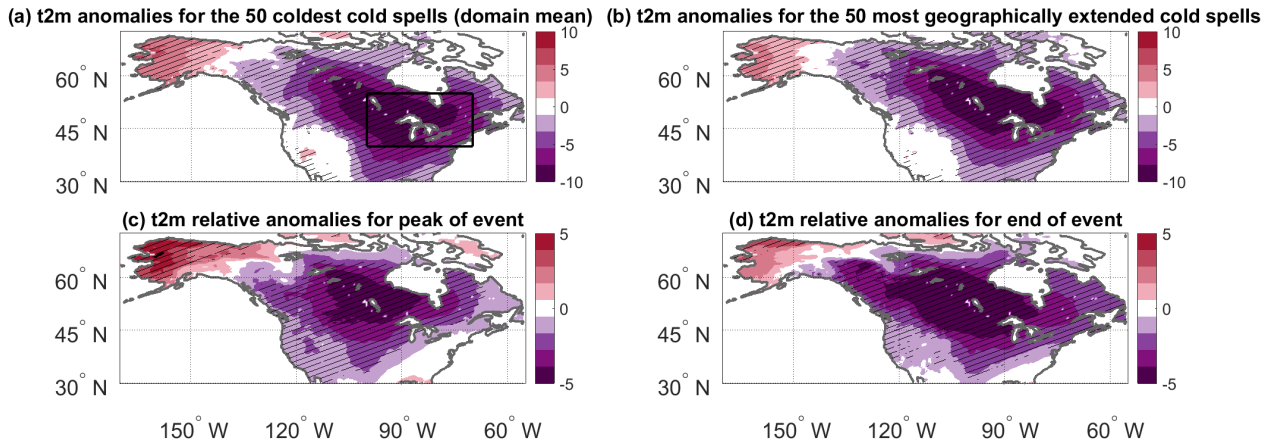 (a) t2m anomalies for the 50 coldest cold spells (domain mean)
(b) t2m anomalies for the 50 most geographically extended cold spells
60° N
45° N
30° N
10
5
0
-5
-10
10
5
0
-5
-10
(c) t2m relative anomalies for peak of event
(d) t2m relative anomalies for end of event
60° N
45° N
30° N
5
0
-5
5
0
-5
150° W
120° W
90° W
60° W
150° W
120° W
90° W
60° W